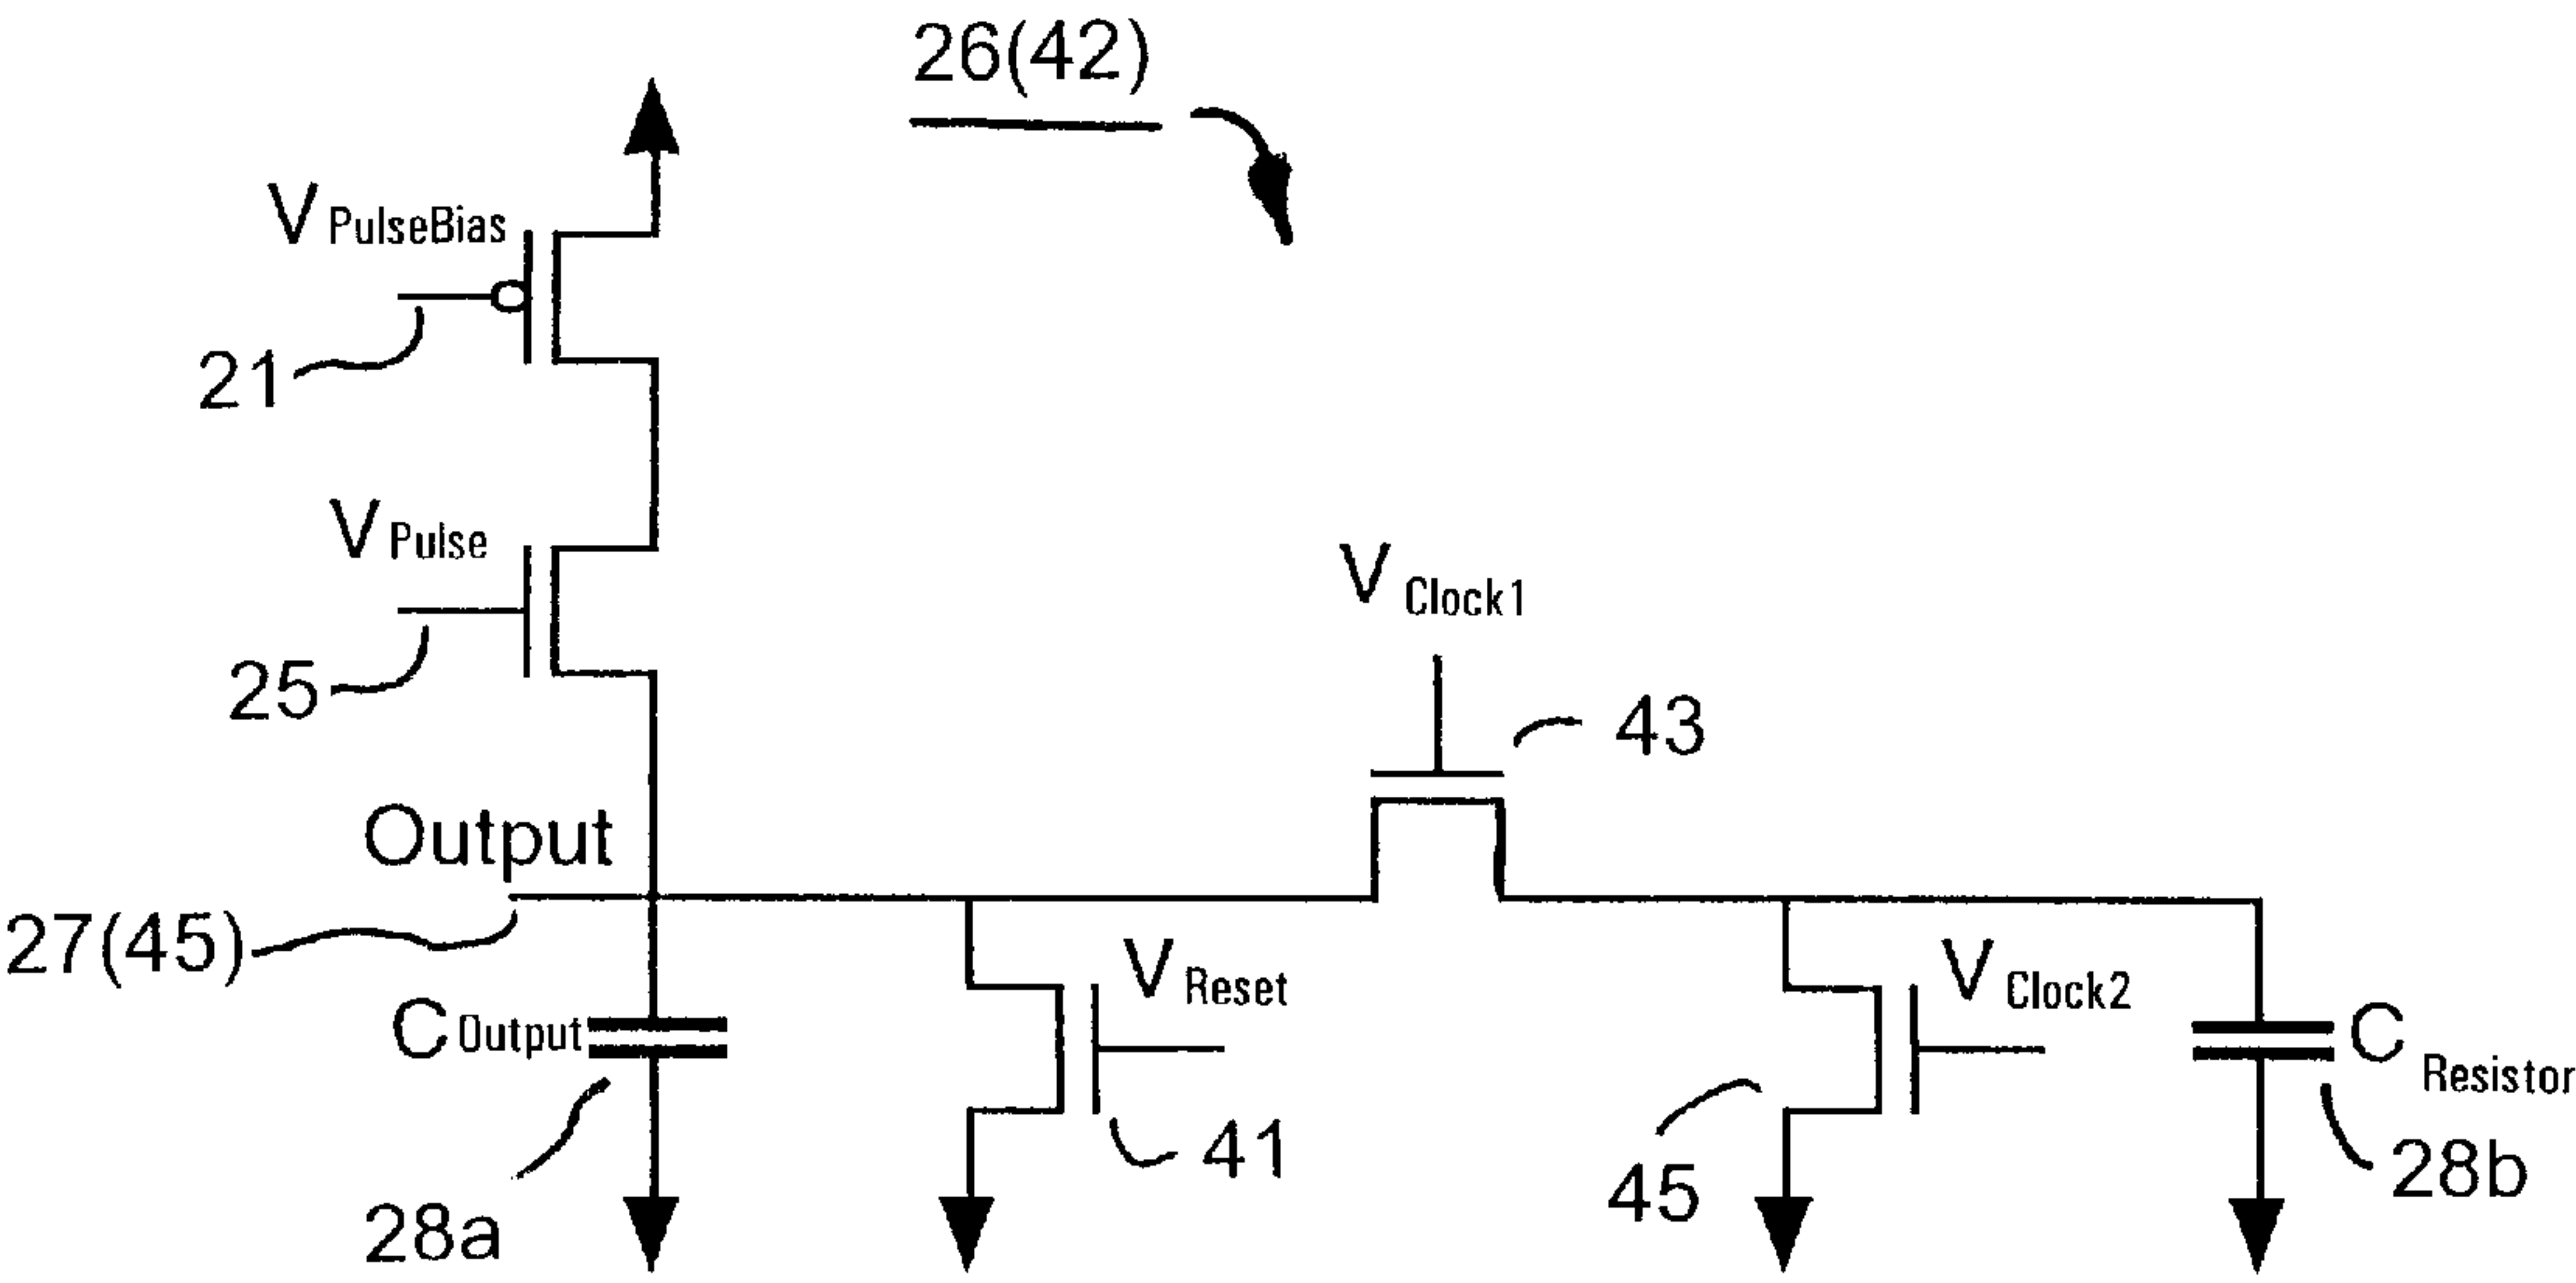 26(42)
V PulseBias
21
V Pulse
25
V Clock1
43
Output
27(45)
V Reset
V Clock2
C Output
C Resistor
41
45
28b
28a